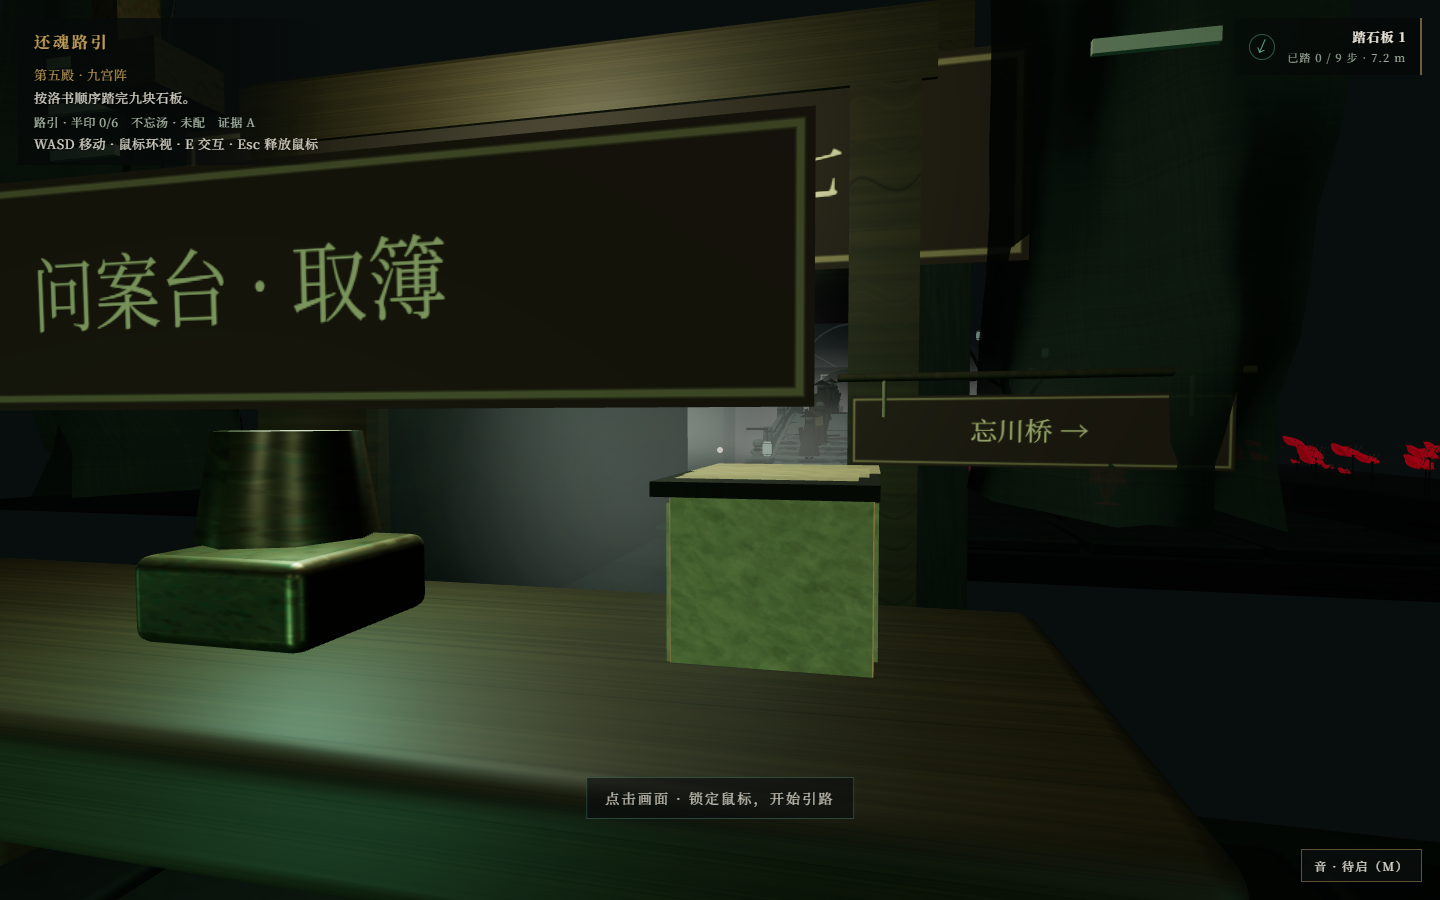 还魂路引
第五殿 · 九宫阵
按洛书顺序踏完九块石板。
路引 · 半印 0/6 不忘汤 · 未配 证据 A
WASD 移动 · 鼠标环视 · E 交互 · Esc 释放鼠标
踏石板 1
已踏 0 / 9 步 · 7.2 m
问案台 · 取簿
忘川桥 →
点击画面 · 锁定鼠标，开始引路
音 · 待启（M）